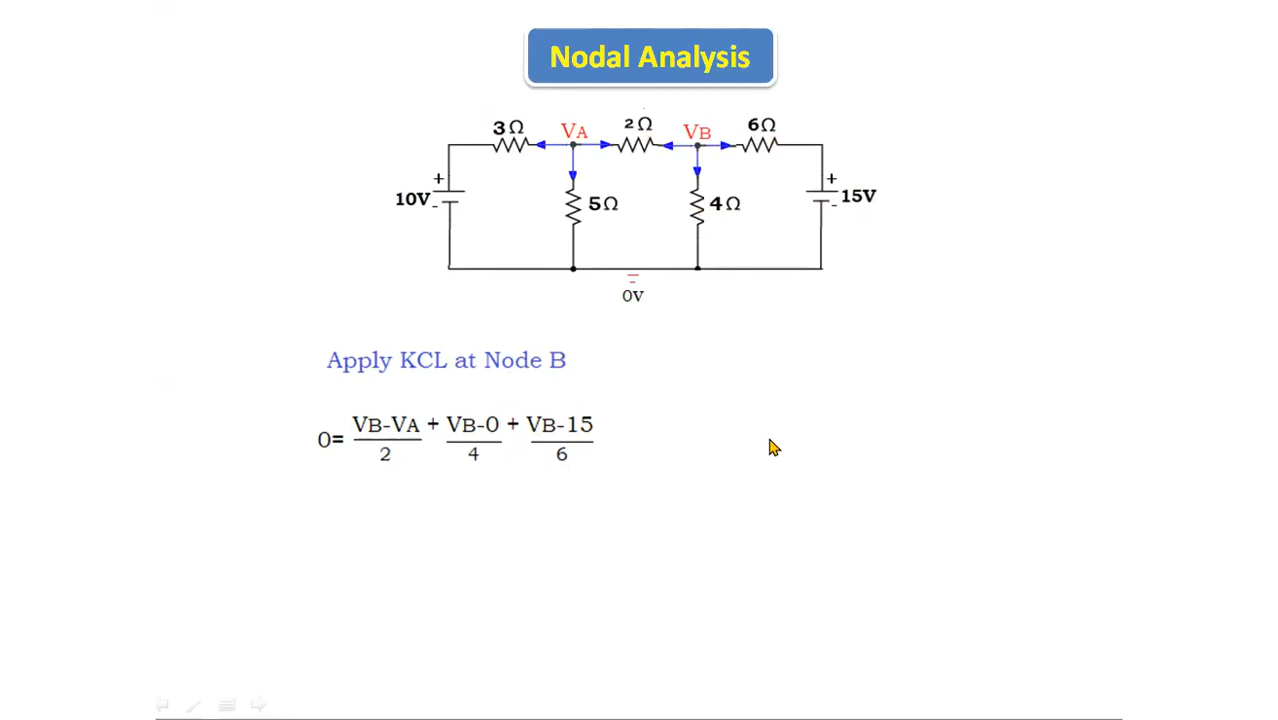 Nodal Analysis
3Ω VA 2Ω VB 6Ω
+ +
10V 5Ω 4Ω 15V
- -
0V
Apply KCL at Node B
0= VB-VA + VB-0 + VB-15
2 4 6